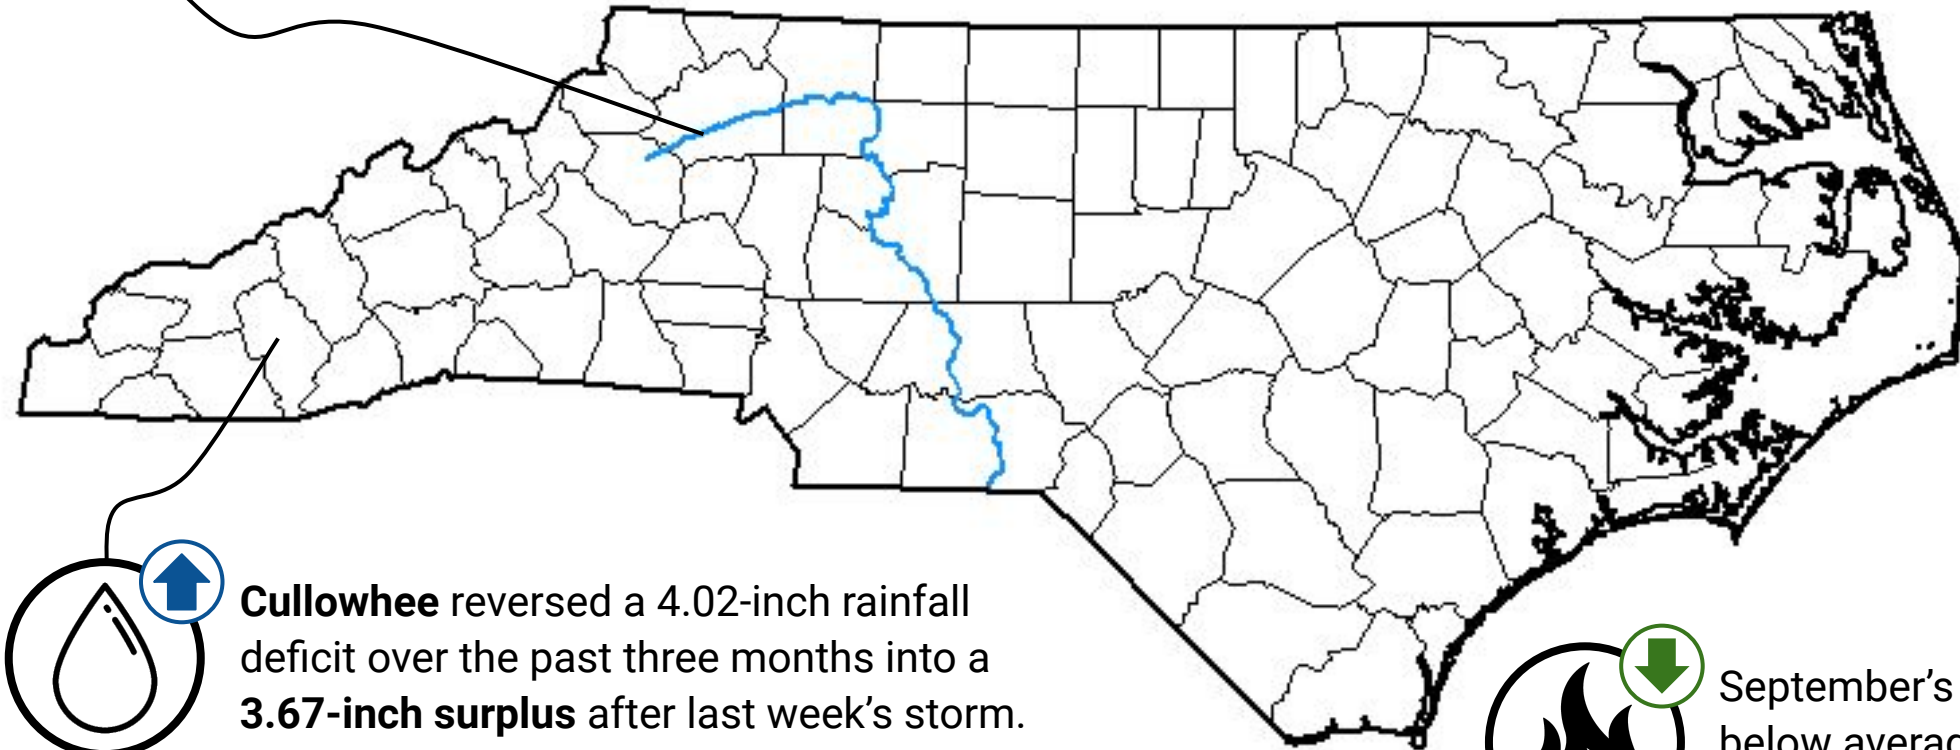 Cullowhee reversed a 4.02-inch rainfall
deficit over the past three months into a
3.67-inch surplus after last week’s storm.
September’s
below